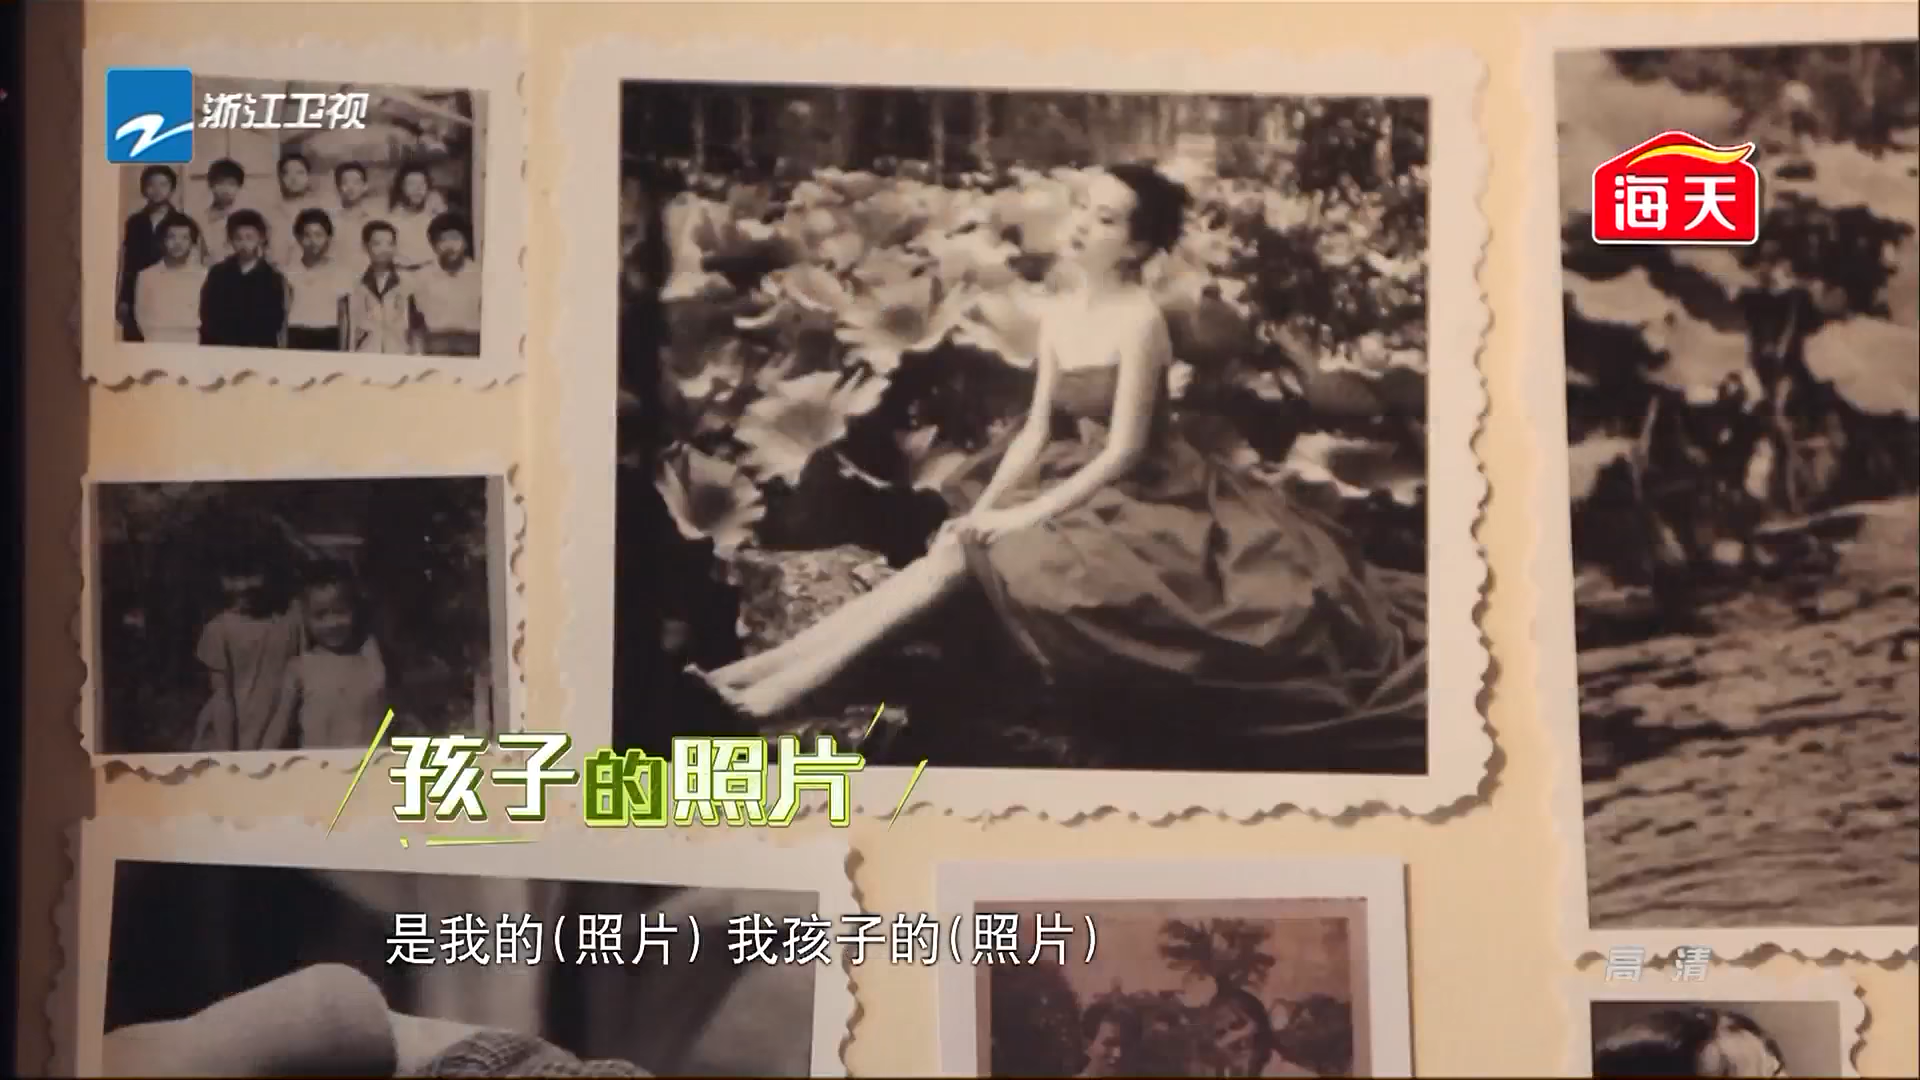 浙江卫视
海天
孩子的照片
是我的(照片) 我孩子的(照片)
高清